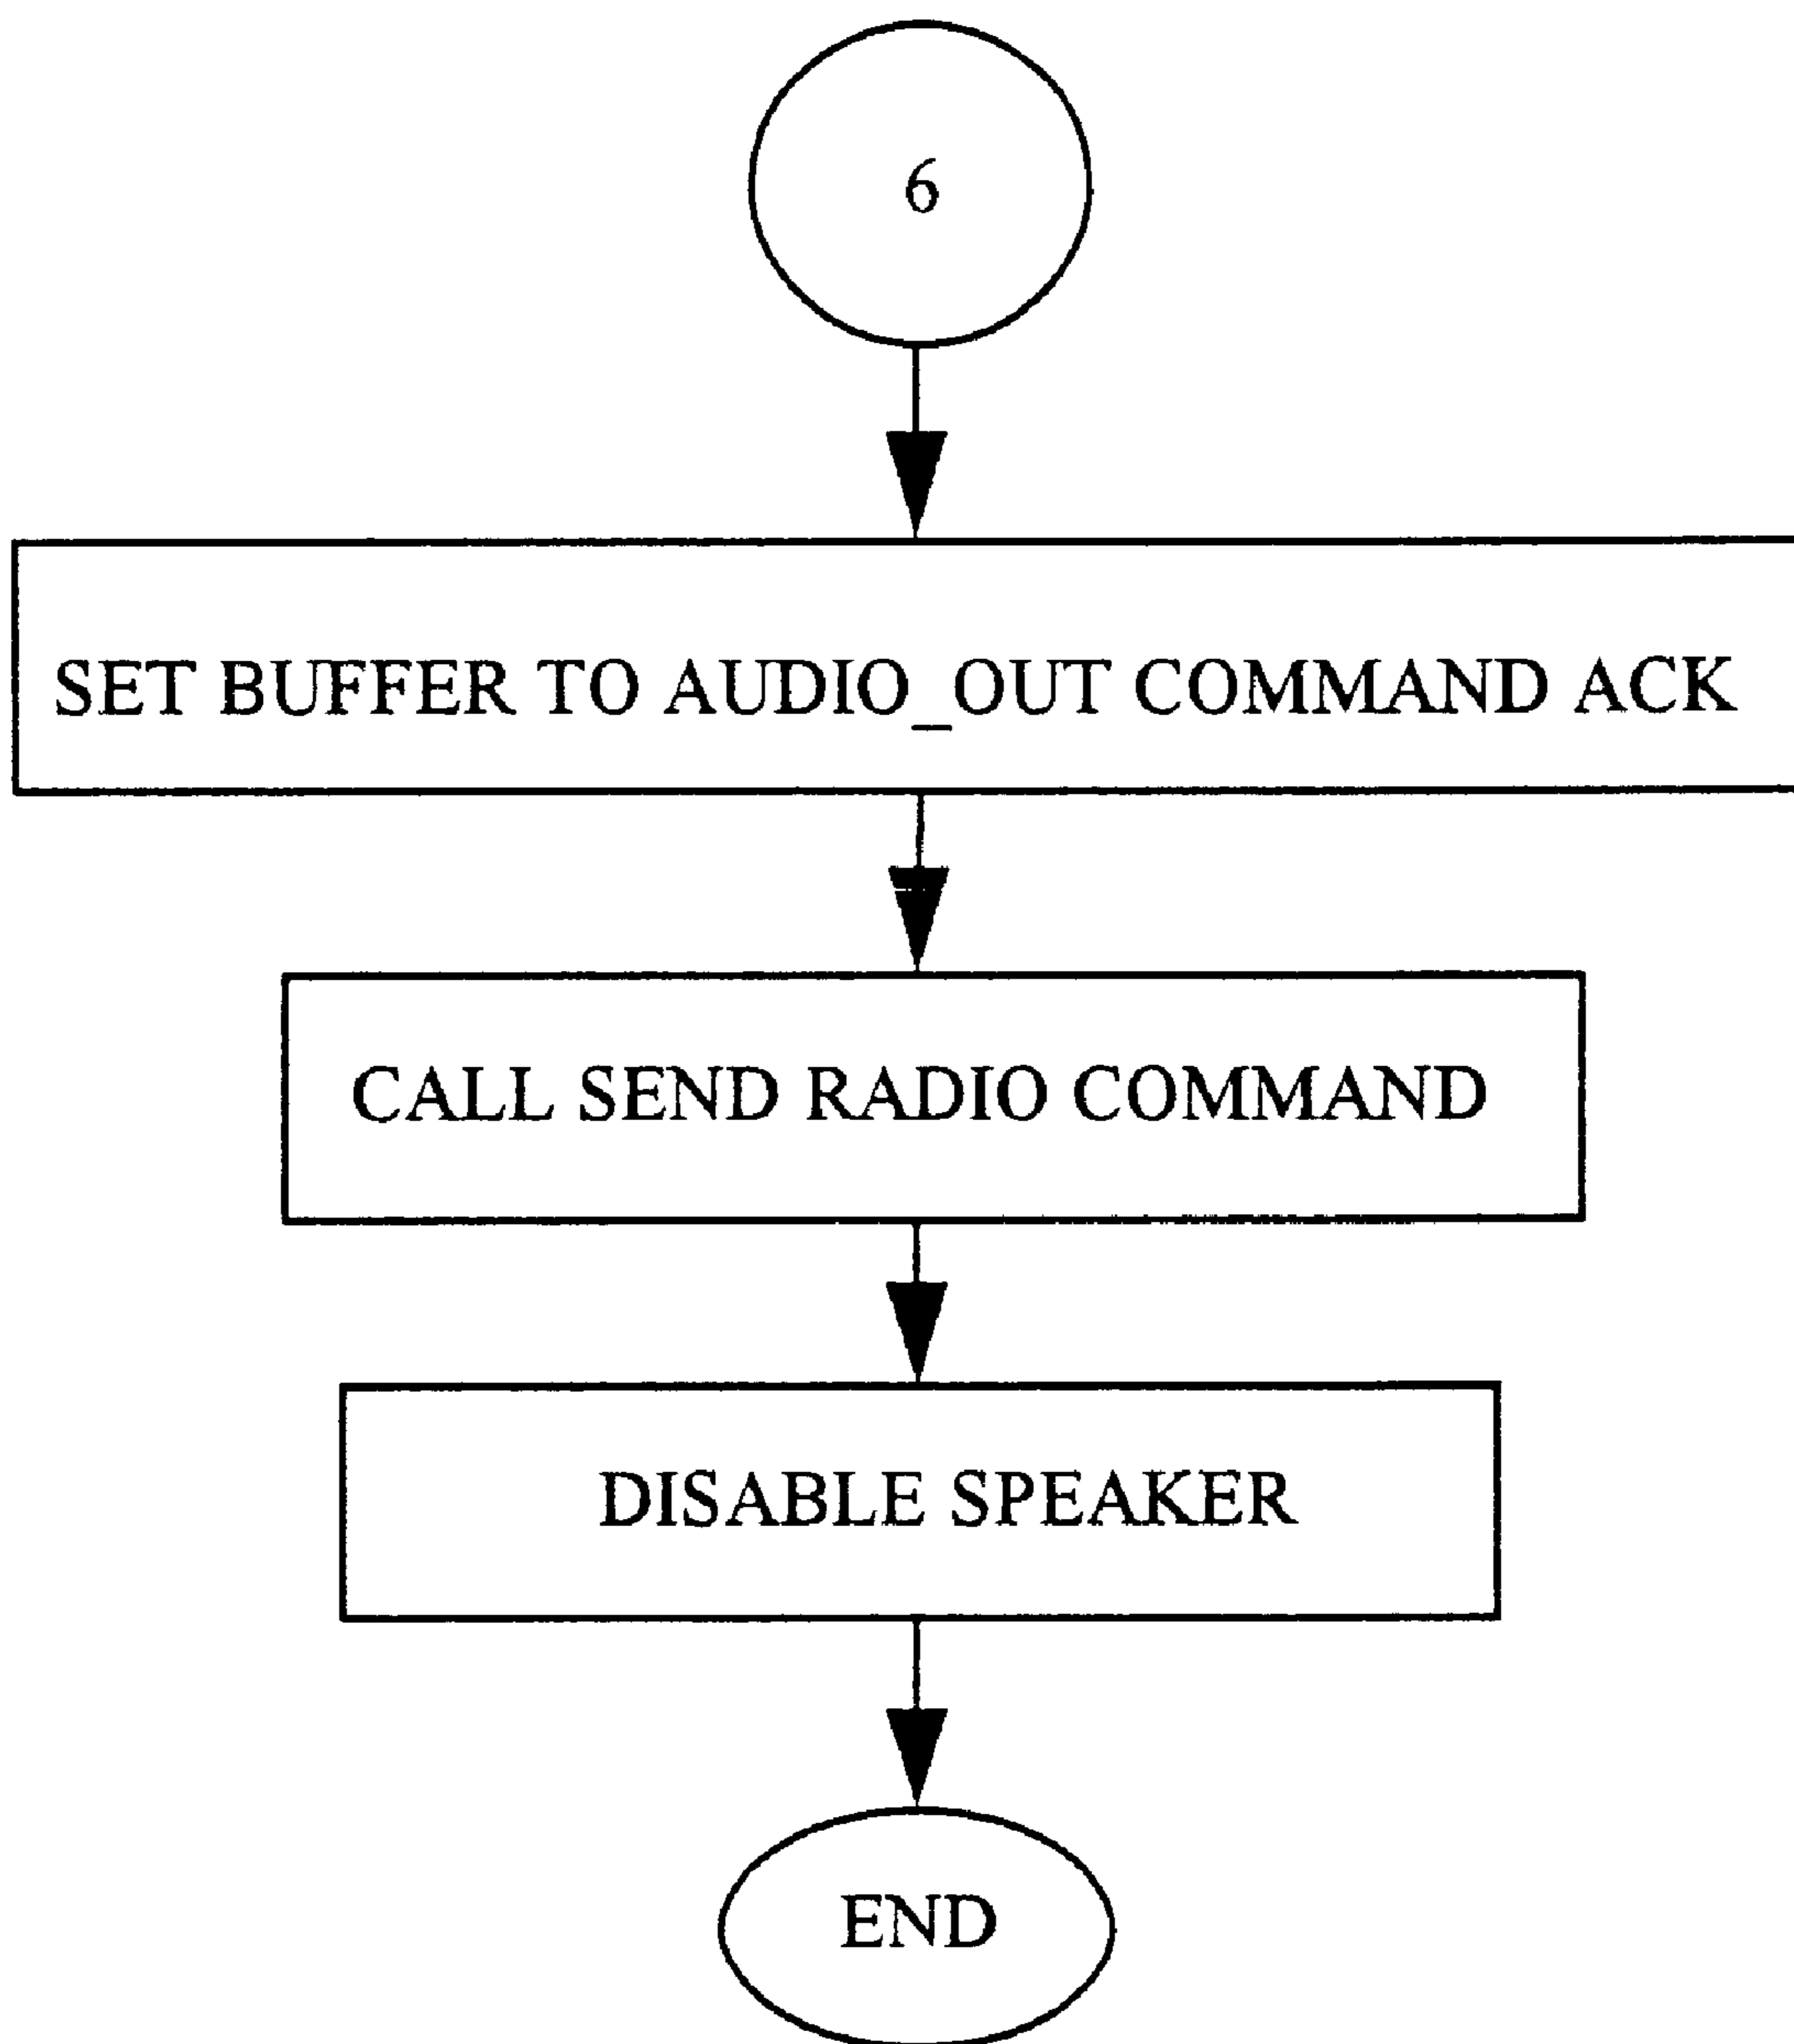 6
SET BUFFER TO AUDIO_OUT COMMAND ACK
CALL SEND RADIO COMMAND
DISABLE SPEAKER
END